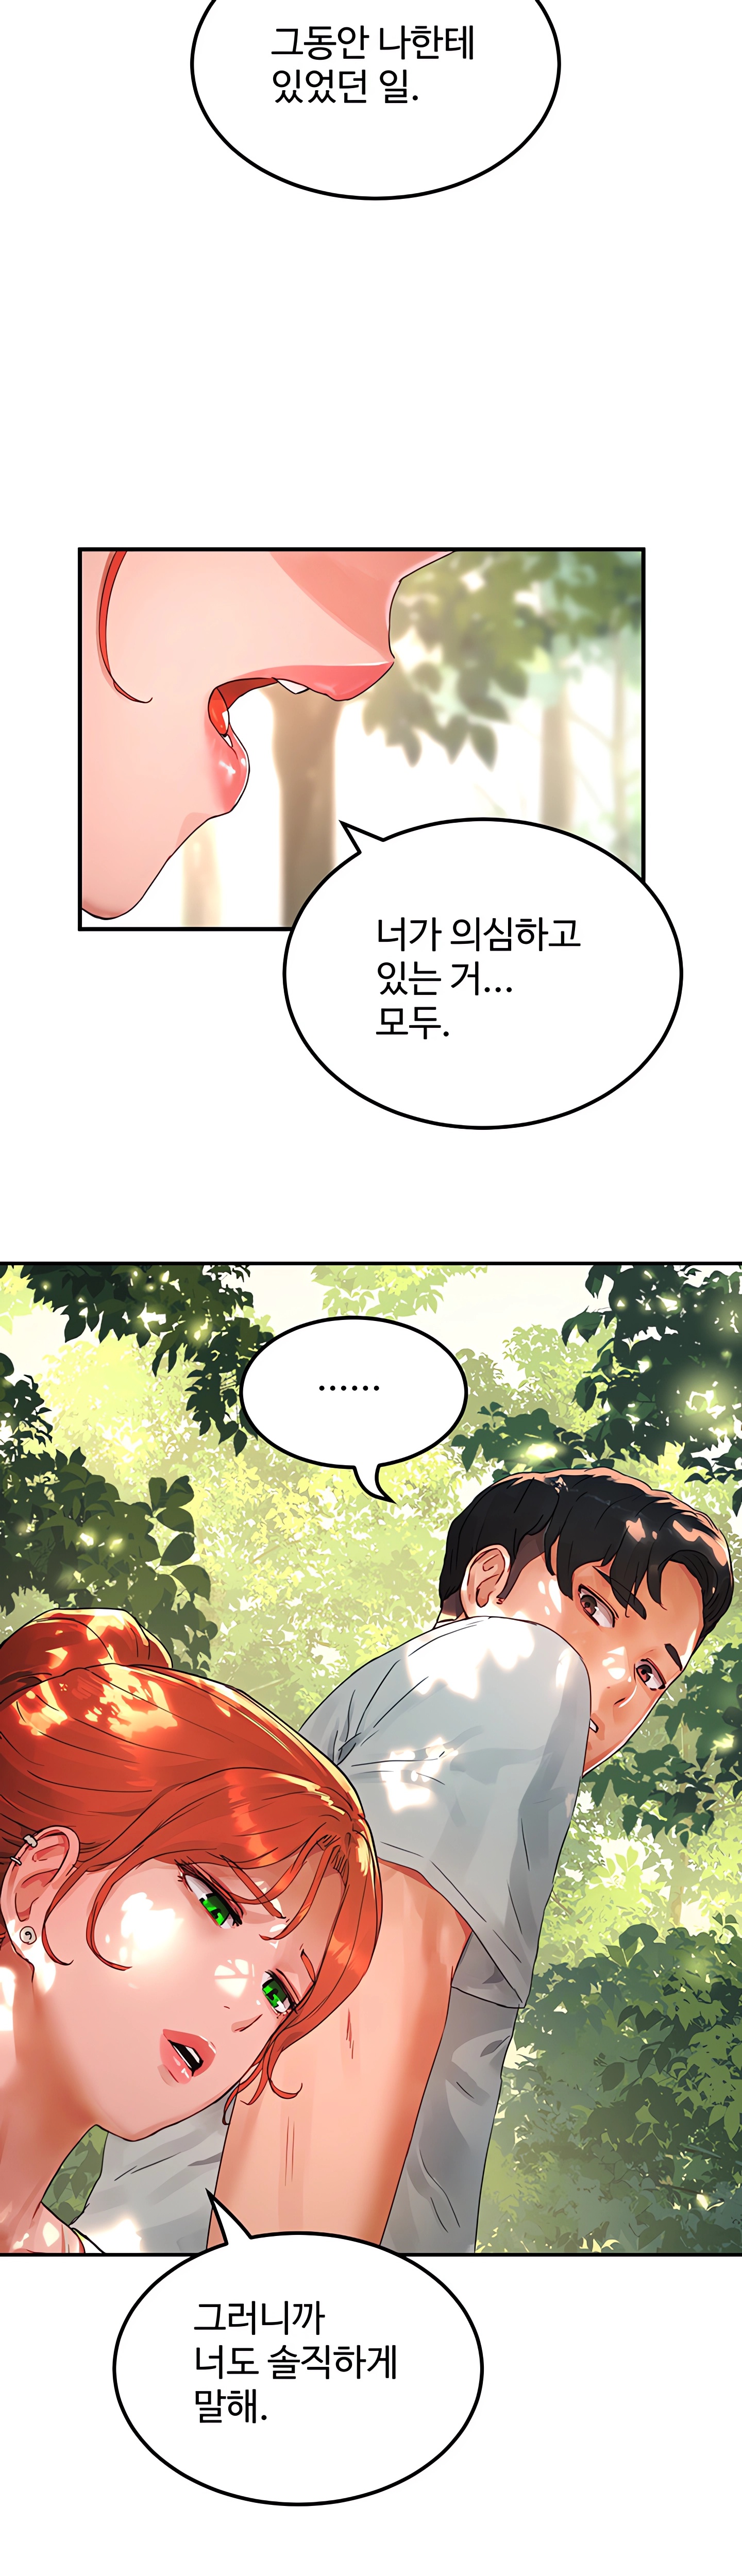 그동안 나한테
있었던 일.
너가 의심하고
있는 거...
모두.
......
그러니까
너도 솔직하게
말해.